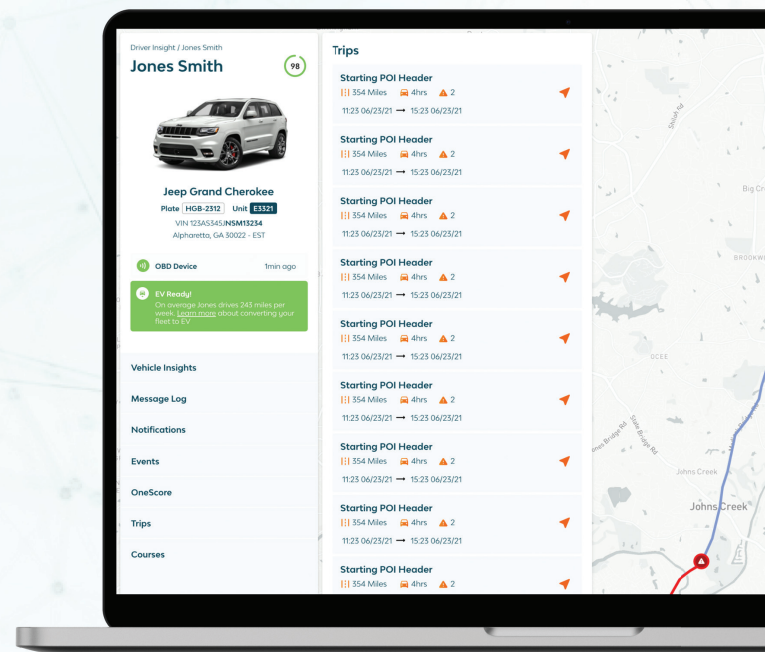 Driver Insight / Jones Smith
Jones Smith
98
Jeep Grand Cherokee
Plate HGB-2312 Unit E3321
VIN 123AS345JNSM13234
Alpharetta, GA 30022 - EST
OBD Device 1min ago
EV Ready!
On average Jones drives 243 miles per
week. Learn more about converting your
fleet to EV
Vehicle Insights
Message Log
Notifications
Events
OneScore
Trips
Courses
Trips
Starting POI Header
354 Miles 4hrs 2
11:23 06/23/21 → 15:23 06/23/21
Starting POI Header
354 Miles 4hrs 2
11:23 06/23/21 → 15:23 06/23/21
Starting POI Header
354 Miles 4hrs 2
11:23 06/23/21 → 15:23 06/23/21
Starting POI Header
354 Miles 4hrs 2
11:23 06/23/21 → 15:23 06/23/21
Starting POI Header
354 Miles 4hrs 2
11:23 06/23/21 → 15:23 06/23/21
Starting POI Header
354 Miles 4hrs 2
11:23 06/23/21 → 15:23 06/23/21
Starting POI Header
354 Miles 4hrs 2
11:23 06/23/21 → 15:23 06/23/21
Starting POI Header
354 Miles 4hrs 2
11:23 06/23/21 → 15:23 06/23/21
Starting POI Header
354 Miles 4hrs 2
Shiloh Rd
Big Cr
BROOKW
OCEE
State Bridge Rd
Bridge Rd
Johns Creek
Johns Creek